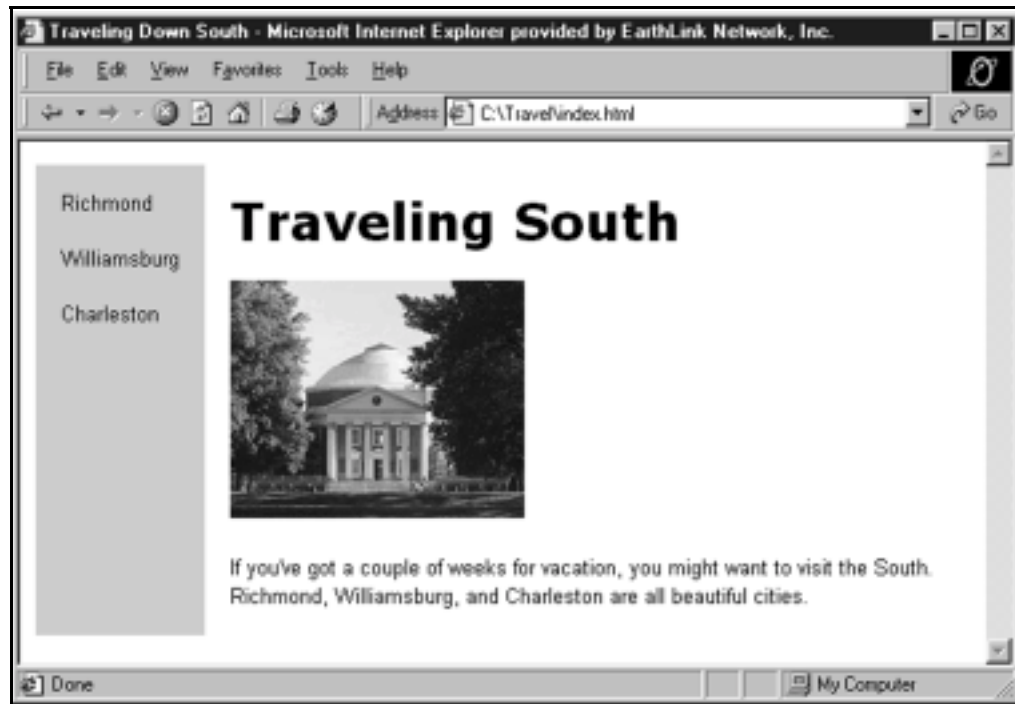 Traveling Down South - Microsoft Internet Explorer provided by EarthLink Network, Inc.
File Edit View Favorites Tools Help
Address C:\Travel\index.html Go
Richmond
Williamsburg
Charleston
Traveling South
If you've got a couple of weeks for vacation, you might want to visit the South.
Richmond, Williamsburg, and Charleston are all beautiful cities.
Done My Computer